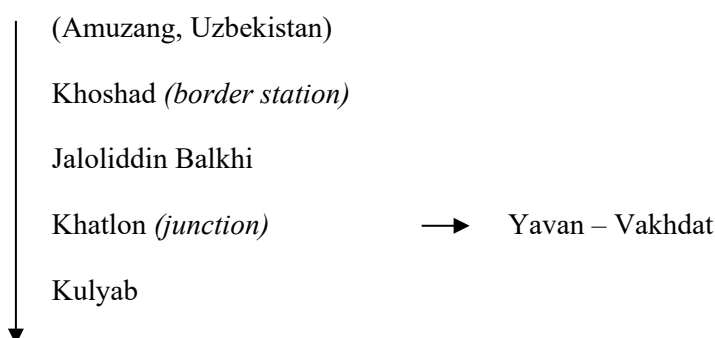 (Amuzang, Uzbekistan)
Khoshad (border station)
Jaloliddin Balkhi
Khatlon (junction) → Yavan – Vakhdat
Kulyab